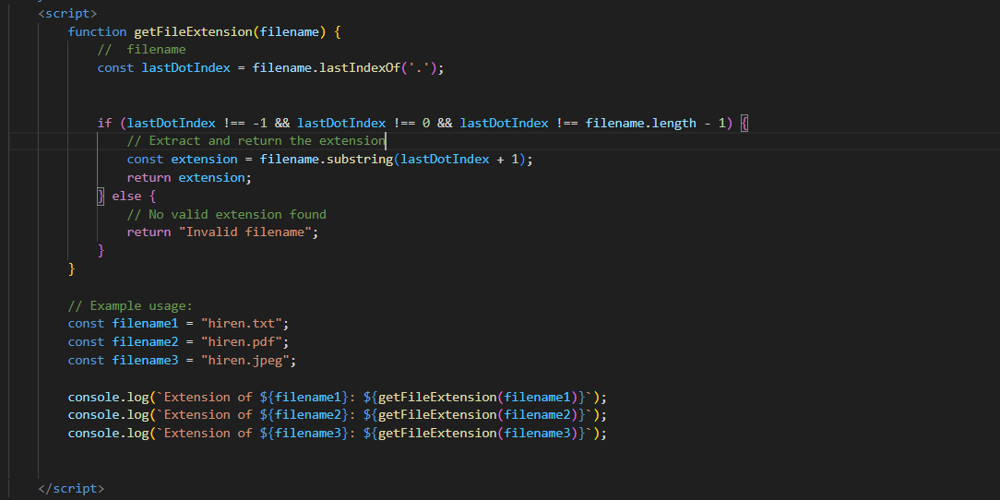 <script>
function getFileExtension(filename) {
//  filename
const lastDotIndex = filename.lastIndexOf('.');
if (lastDotIndex !== -1 && lastDotIndex !== 0 && lastDotIndex !== filename.length - 1) {
// Extract and return the extension
const extension = filename.substring(lastDotIndex + 1);
return extension;
} else {
// No valid extension found
return "Invalid filename";
}
}
// Example usage:
const filename1 = "hiren.txt";
const filename2 = "hiren.pdf";
const filename3 = "hiren.jpeg";
console.log(`Extension of ${filename1}: ${getFileExtension(filename1)}`);
console.log(`Extension of ${filename2}: ${getFileExtension(filename2)}`);
console.log(`Extension of ${filename3}: ${getFileExtension(filename3)}`);
</script>